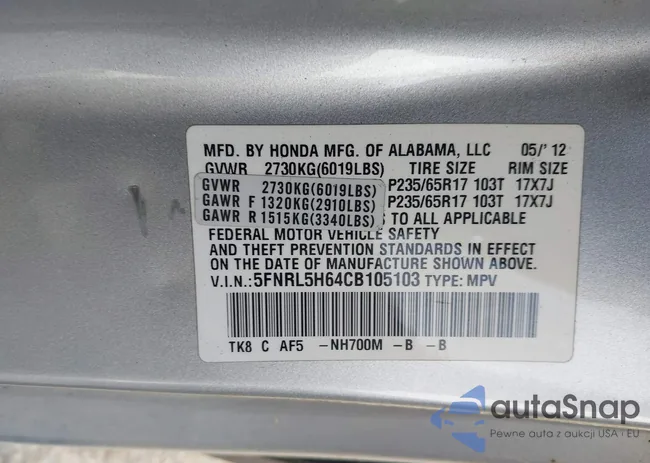 MFD. BY HONDA MFG. OF ALABAMA, LLC 05/'12
GVWR 2730KG(6019LBS) TIRE SIZE RIM SIZE
GVWR 2730KG(6019LBS) P235/65R17 103T 17X7J
GAWR F 1320KG(2910LBS) P235/65R17 103T 17X7J
GAWR R 1515KG(3340LBS) S TO ALL APPLICABLE
FEDERAL MOTOR VEHICLE SAFETY
AND THEFT PREVENTION STANDARDS IN EFFECT
ON THE DATE OF MANUFACTURE SHOWN ABOVE.
V.I.N.: 5FNRL5H64CB105103 TYPE: MPV
TK8 C AF5 -NH700M -B -B
autaSnap
Pewne auta z aukcji USA i EU